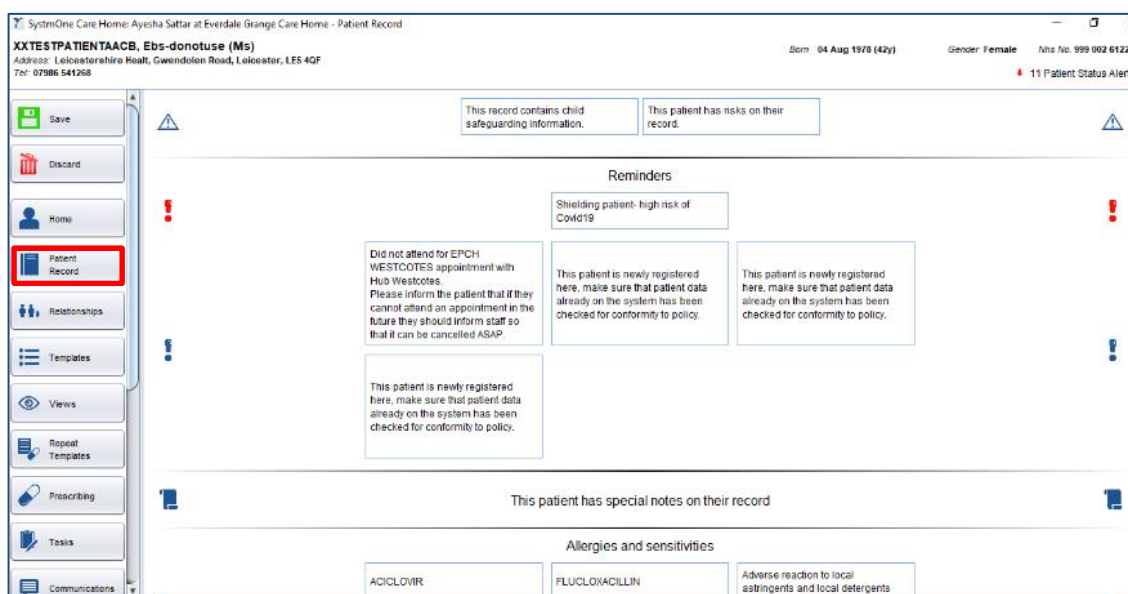 SystmOne Care Home: Ayesha Sattar at Everdale Grange Care Home - Patient Record
XXTESTPATIENTAACB, Ebs-donotuse (Ms)
Born 04 Aug 1978 (42y) Gender Female Nhs No. 999 002 6122
Address: Leicestershire Healt, Gwendolen Road, Leicester, LE5 4QF
Tel: 07986 541268
11 Patient Status Aler
Save
Discard
Home
Patient
Record
Relationships
Templates
Views
Repeat
Templates
Prescribing
Tasks
Communications
This record contains child
safeguarding information.
This patient has risks on their
record.
Reminders
Shielding patient- high risk of
Covid19
Did not attend for EPCH
WESTCOTES appointment with
Hub Westcotes.
Please inform the patient that if they
cannot attend an appointment in the
future they should inform staff so
that it can be cancelled ASAP.
This patient is newly registered
here, make sure that patient data
already on the system has been
checked for conformity to policy.
This patient is newly registered
here, make sure that patient data
already on the system has been
checked for conformity to policy.
This patient is newly registered
here, make sure that patient data
already on the system has been
checked for conformity to policy.
This patient has special notes on their record
Allergies and sensitivities
ACICLOVIR
FLUCLOXACILLIN
Adverse reaction to local
astringents and local detergents